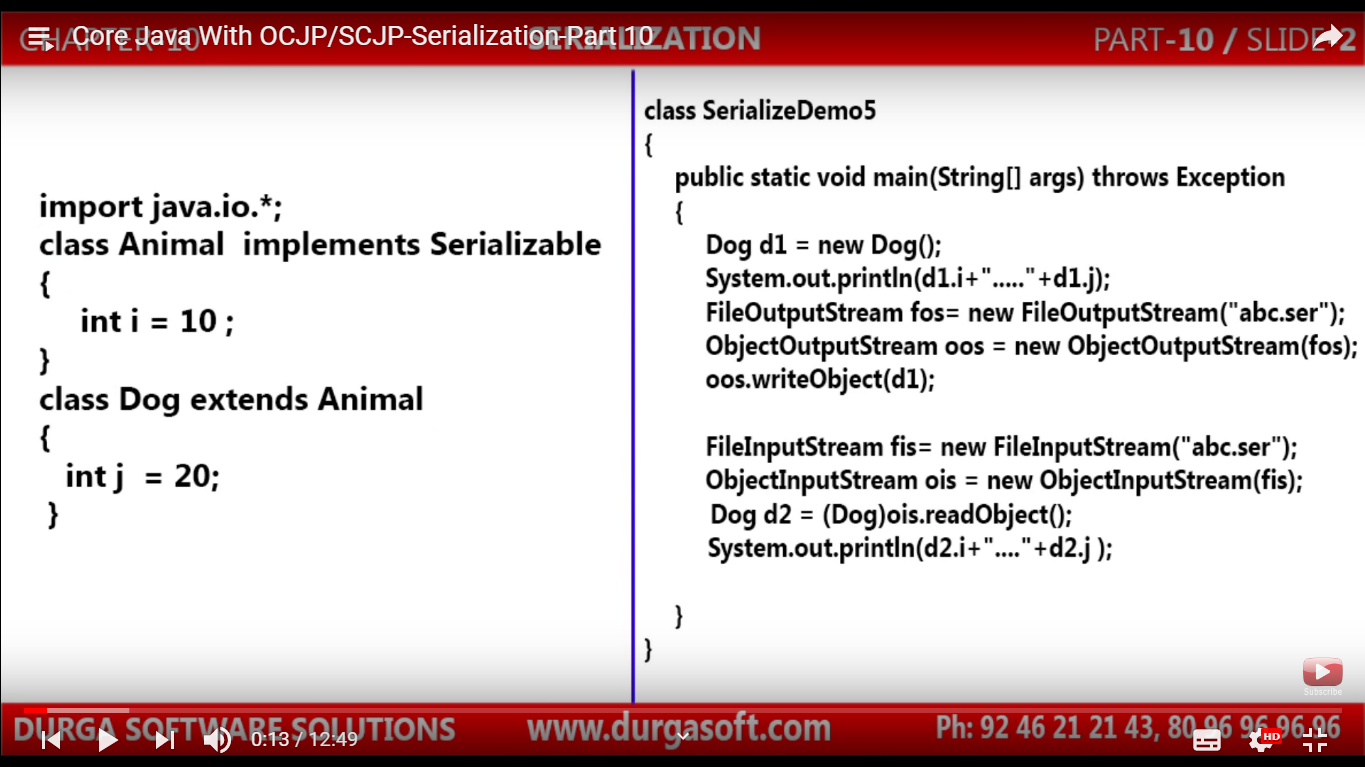 CHAPTER-10
Core Java With OCJP/SCJP-Serialization-Part 10
SERIALIZATION
PART-10 / SLIDE-2
import java.io.*;
class Animal implements Serializable
{
int i = 10 ;
}
class Dog extends Animal
{
int j = 20;
}
class SerializeDemo5
{
public static void main(String[] args) throws Exception
{
Dog d1 = new Dog();
System.out.println(d1.i+"....."+d1.j);
FileOutputStream fos= new FileOutputStream("abc.ser");
ObjectOutputStream oos = new ObjectOutputStream(fos);
oos.writeObject(d1);
FileInputStream fis= new FileInputStream("abc.ser");
ObjectInputStream ois = new ObjectInputStream(fis);
Dog d2 = (Dog)ois.readObject();
System.out.println(d2.i+"...."+d2.j );
}
}
Subscribe
DURGA SOFTWARE SOLUTIONS
www.durgasoft.com
Ph: 92 46 21 21 43, 80 96 96 96 96
0:13 / 12:49
HD